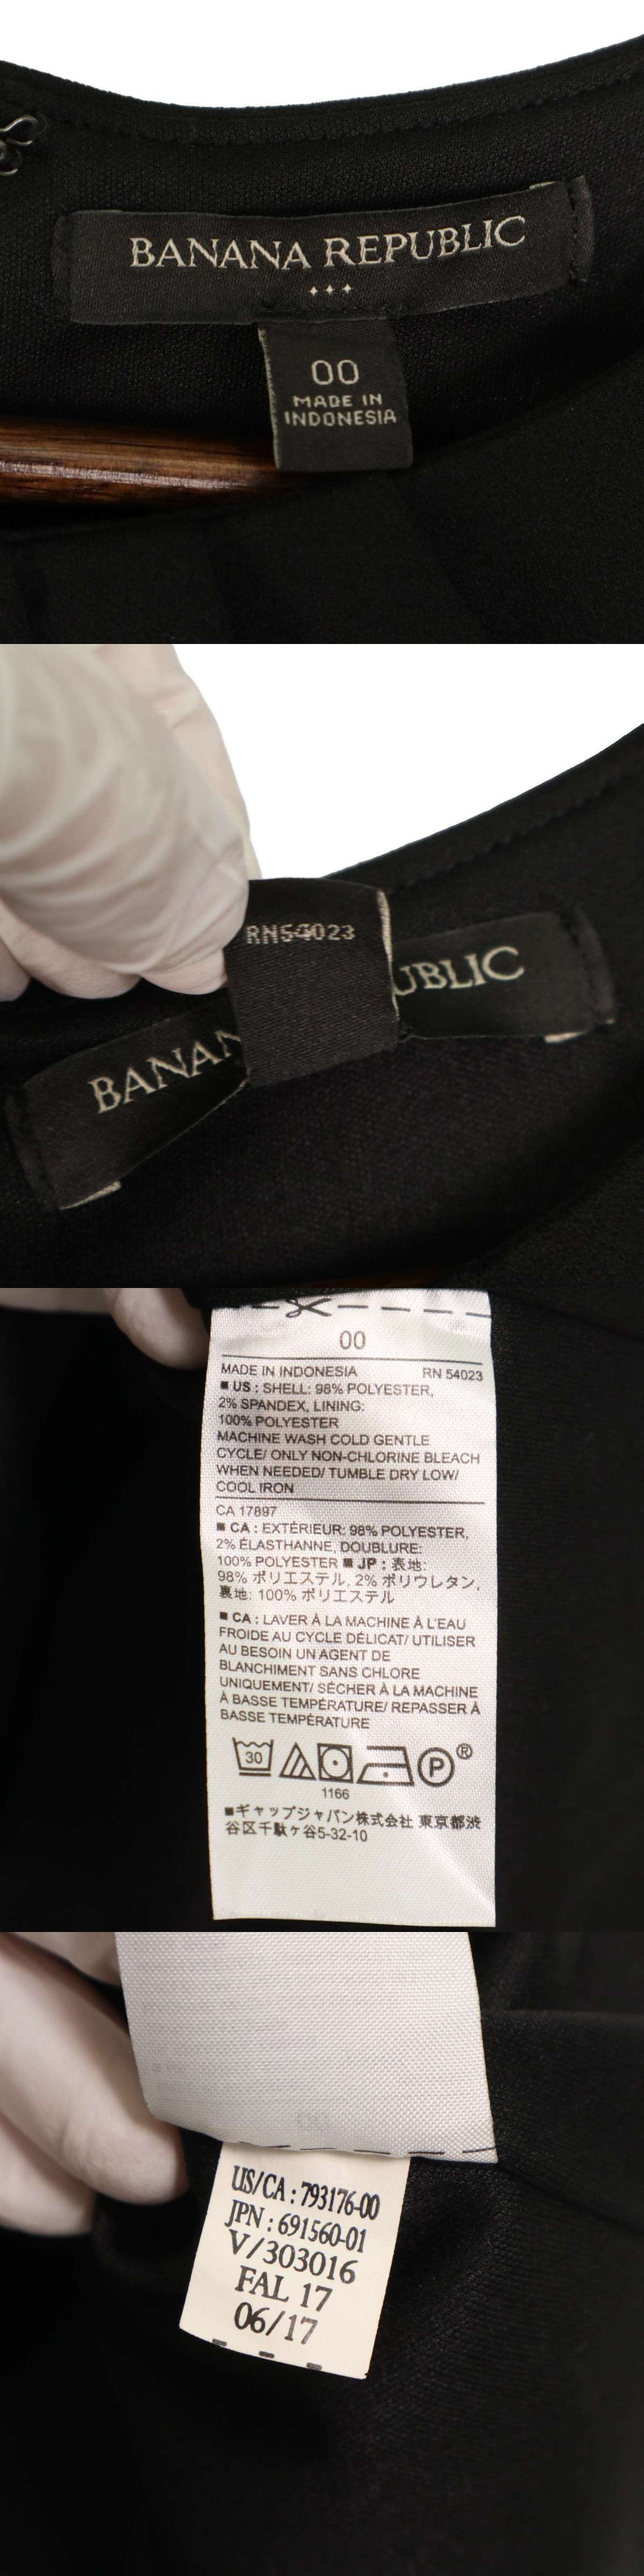 BANANA REPUBLIC
00
MADE IN
INDONESIA
RN54023
BANAN UBLIC
00
MADE IN INDONESIA RN 54023
■ US : SHELL: 98% POLYESTER,
2% SPANDEX, LINING:
100% POLYESTER
MACHINE WASH COLD GENTLE
CYCLE/ ONLY NON-CHLORINE BLEACH
WHEN NEEDED/ TUMBLE DRY LOW/
COOL IRON
CA 17897
■ CA : EXTÉRIEUR: 98% POLYESTER,
2% ÉLASTHANNE, DOUBLURE:
100% POLYESTER ■ JP : 表地:
98% ポリエステル, 2% ポリウレタン,
裏地: 100% ポリエステル
■ CA : LAVER À LA MACHINE À L'EAU
FROIDE AU CYCLE DÉLICAT/ UTILISER
AU BESOIN UN AGENT DE
BLANCHIMENT SANS CHLORE
UNIQUEMENT/ SÉCHER À LA MACHINE
À BASSE TEMPÉRATURE/ REPASSER À
BASSE TEMPÉRATURE
30 P ®
1166
■ギャップジャパン株式会社 東京都渋
谷区千駄ヶ谷5-32-10
US/CA : 793176-00
JPN : 691560-01
V/303016
FAL 17
06/17